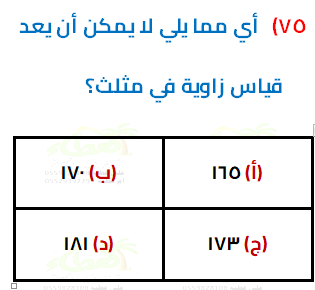 ٧٥) أي مما يلي لا يمكن أن يعد
قياس زاوية في مثلث؟
(أ) ١٦٥
(ب) ١٧٠
(ج) ١٧٣
(د) ١٨١